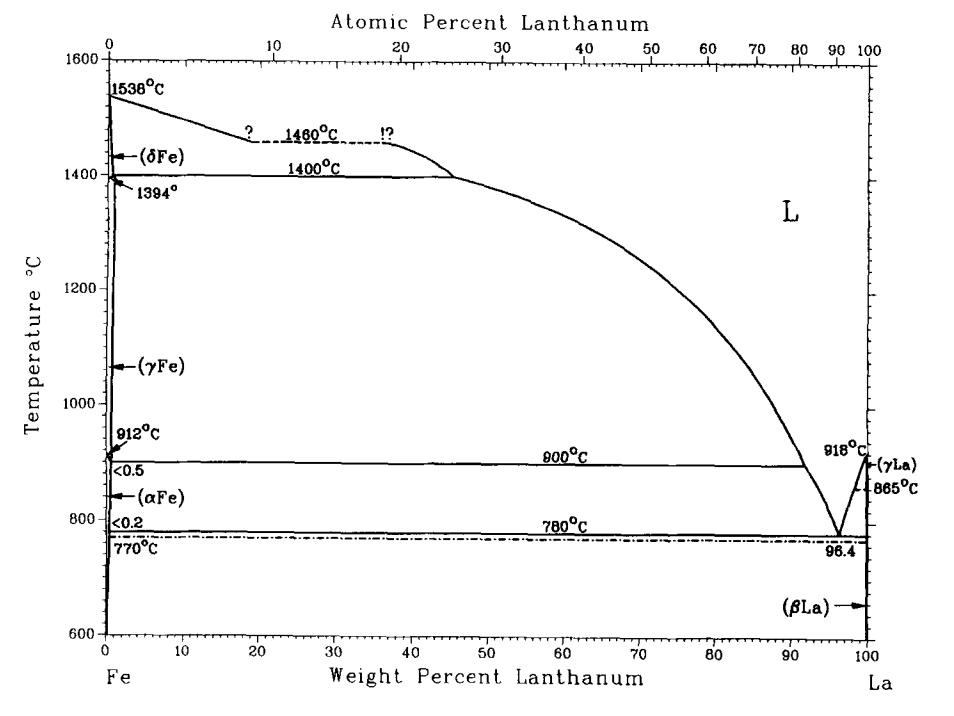 Atomic Percent Lanthanum
0 10 20 30 40 50 60 70 80 90 100
1600
1538°C
? 1460°C !?
(δFe)
1400°C
1400
1394°
L
1200
Temperature °C
(γFe)
1000
912°C
918°C
900°C
(γLa)
<0.5
865°C
(αFe)
800
<0.2
780°C
770°C
96.4
(βLa)
600
0 10 20 30 40 50 60 70 80 90 100
Fe Weight Percent Lanthanum La